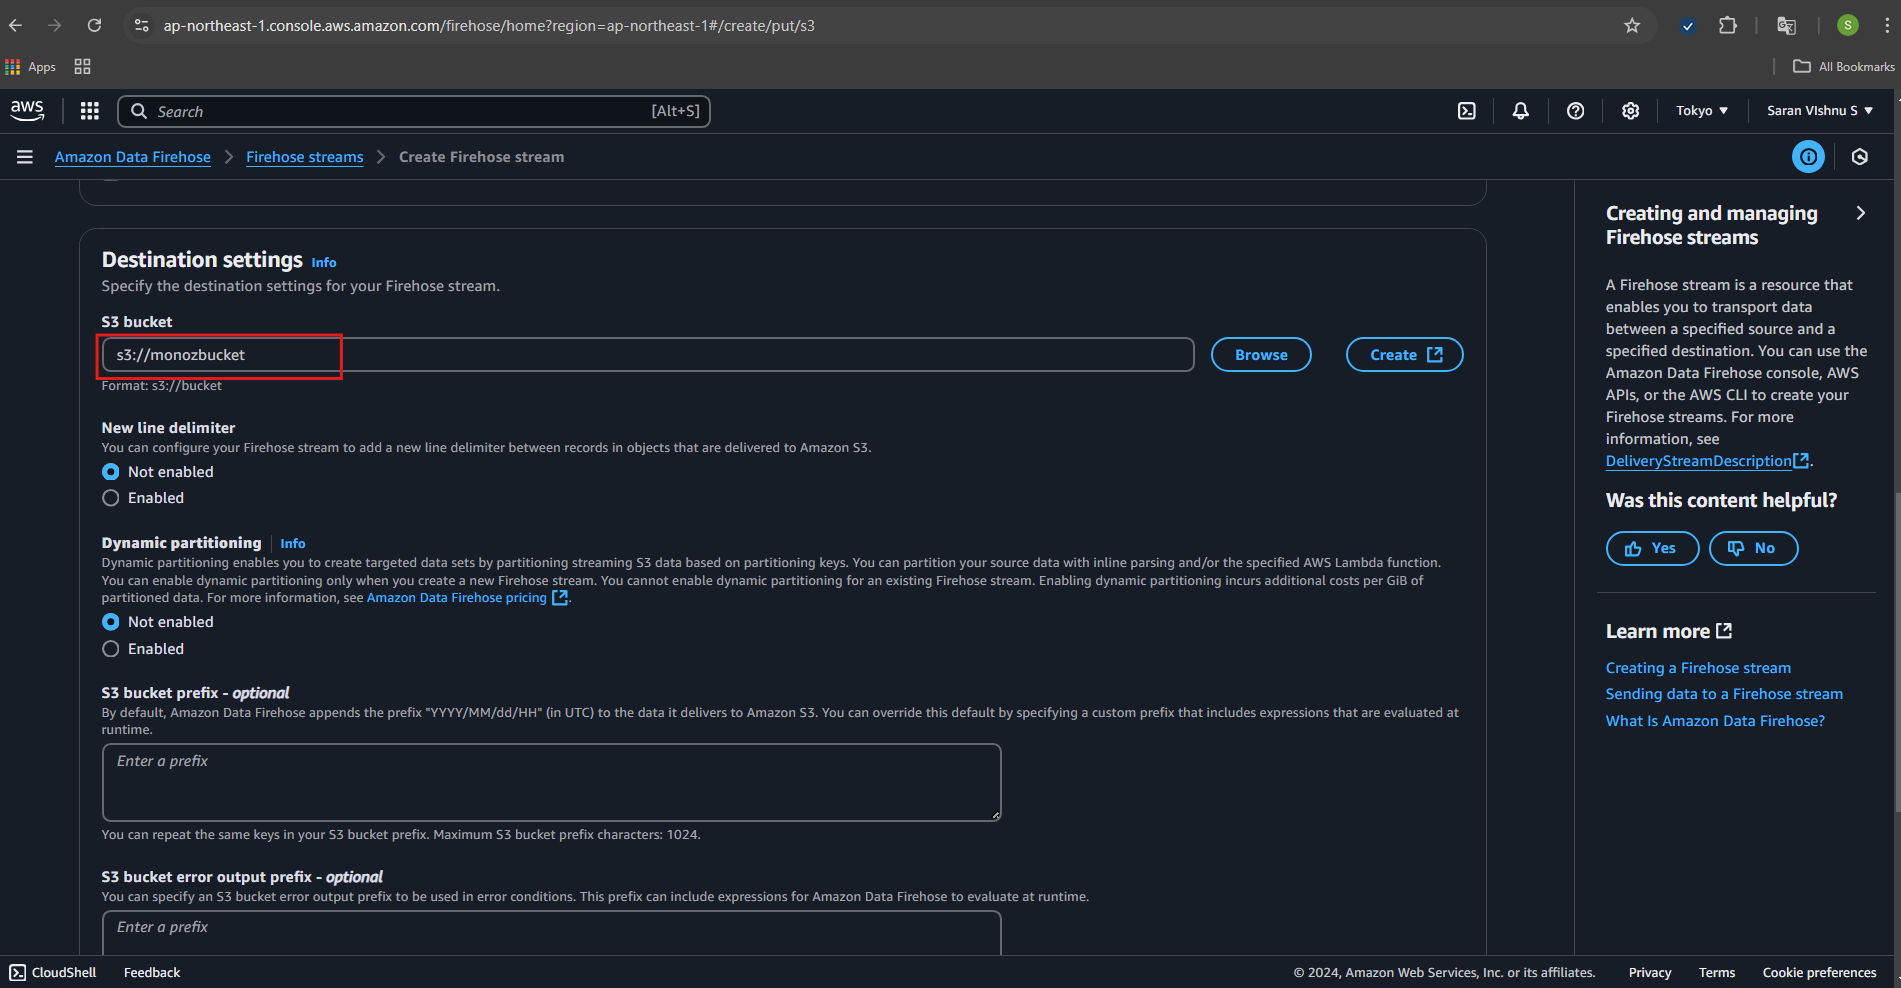 ap-northeast-1.console.aws.amazon.com/firehose/home?region=ap-northeast-1#/create/put/s3
S
Apps
All Bookmarks
aws
Search
[Alt+S]
Tokyo
Saran VIshnu S
Amazon Data Firehose
Firehose streams
Create Firehose stream
Destination settings Info
Specify the destination settings for your Firehose stream.
S3 bucket
s3://monozbucket
Browse
Create
Format: s3://bucket
New line delimiter
You can configure your Firehose stream to add a new line delimiter between records in objects that are delivered to Amazon S3.
Not enabled
Enabled
Dynamic partitioning Info
Dynamic partitioning enables you to create targeted data sets by partitioning streaming S3 data based on partitioning keys. You can partition your source data with inline parsing and/or the specified AWS Lambda function.
You can enable dynamic partitioning only when you create a new Firehose stream. You cannot enable dynamic partitioning for an existing Firehose stream. Enabling dynamic partitioning incurs additional costs per GiB of
partitioned data. For more information, see Amazon Data Firehose pricing.
Not enabled
Enabled
S3 bucket prefix - optional
By default, Amazon Data Firehose appends the prefix "YYYY/MM/dd/HH" (in UTC) to the data it delivers to Amazon S3. You can override this default by specifying a custom prefix that includes expressions that are evaluated at
runtime.
Enter a prefix
You can repeat the same keys in your S3 bucket prefix. Maximum S3 bucket prefix characters: 1024.
S3 bucket error output prefix - optional
You can specify an S3 bucket error output prefix to be used in error conditions. This prefix can include expressions for Amazon Data Firehose to evaluate at runtime.
Enter a prefix
Creating and managing
Firehose streams
A Firehose stream is a resource that
enables you to transport data
between a specified source and a
specified destination. You can use the
Amazon Data Firehose console, AWS
APIs, or the AWS CLI to create your
Firehose streams. For more
information, see
DeliveryStreamDescription.
Was this content helpful?
Yes
No
Learn more
Creating a Firehose stream
Sending data to a Firehose stream
What Is Amazon Data Firehose?
CloudShell
Feedback
© 2024, Amazon Web Services, Inc. or its affiliates.
Privacy
Terms
Cookie preferences